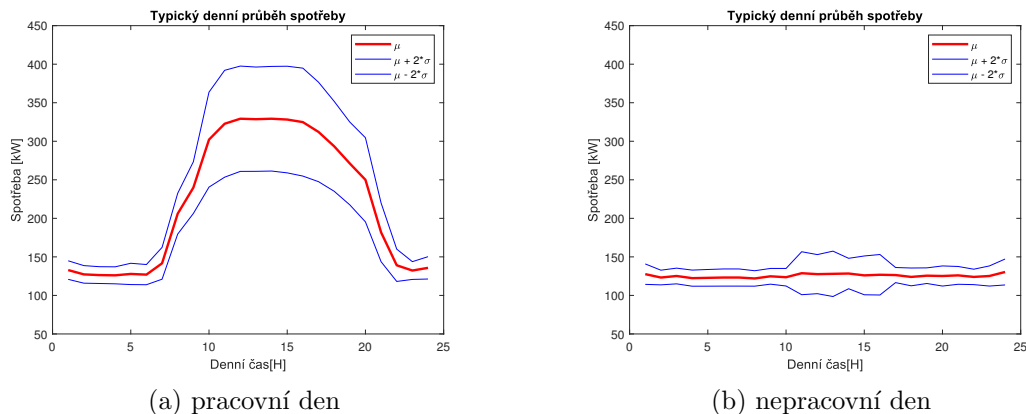 Typický denní průběh spotřeby
450
400
350
300
250
200
150
100
50
0
5
10
15
20
25
Spotřeba [kW]
Denní čas[H]
μ
μ + 2*σ
μ - 2*σ
(a) pracovní den
Typický denní průběh spotřeby
450
400
350
300
250
200
150
100
50
0
5
10
15
20
25
Spotřeba [kW]
Denní čas[H]
μ
μ + 2*σ
μ - 2*σ
(b) nepracovní den